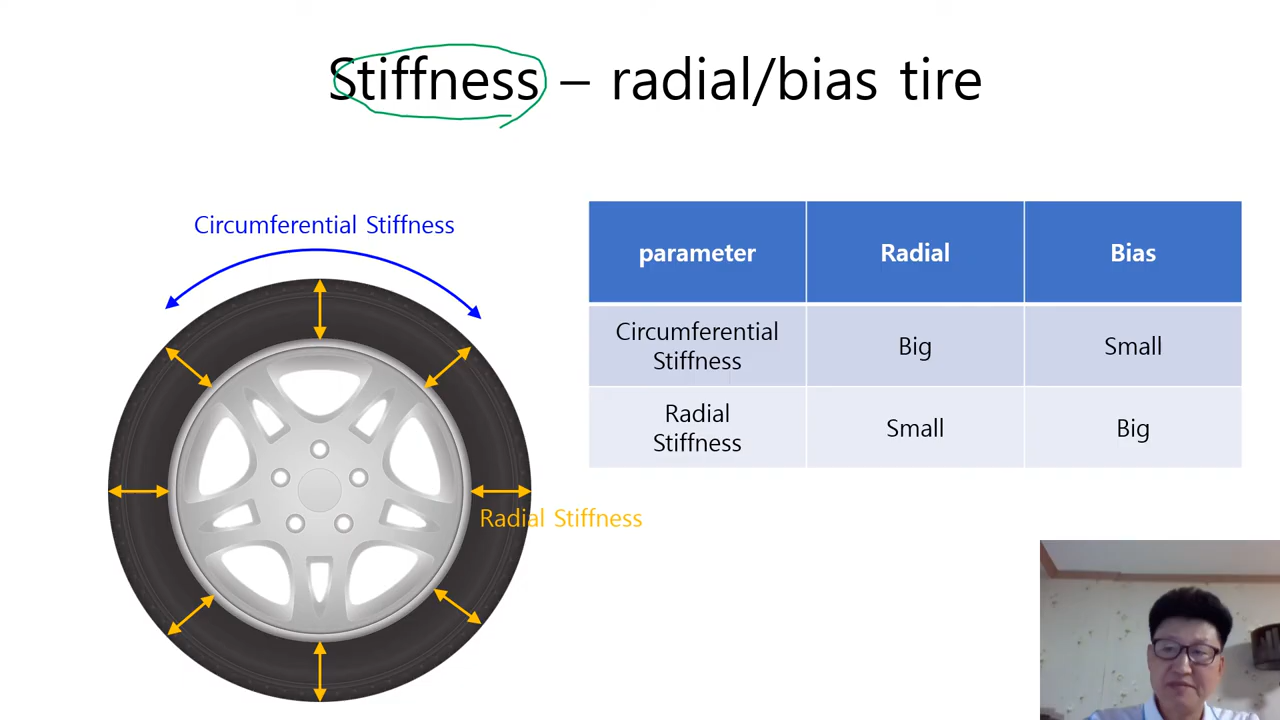 Stiffness – radial/bias tire
Circumferential Stiffness
Radial Stiffness
parameter Radial Bias
Circumferential
Stiffness
Big Small
Radial
Stiffness
Small Big